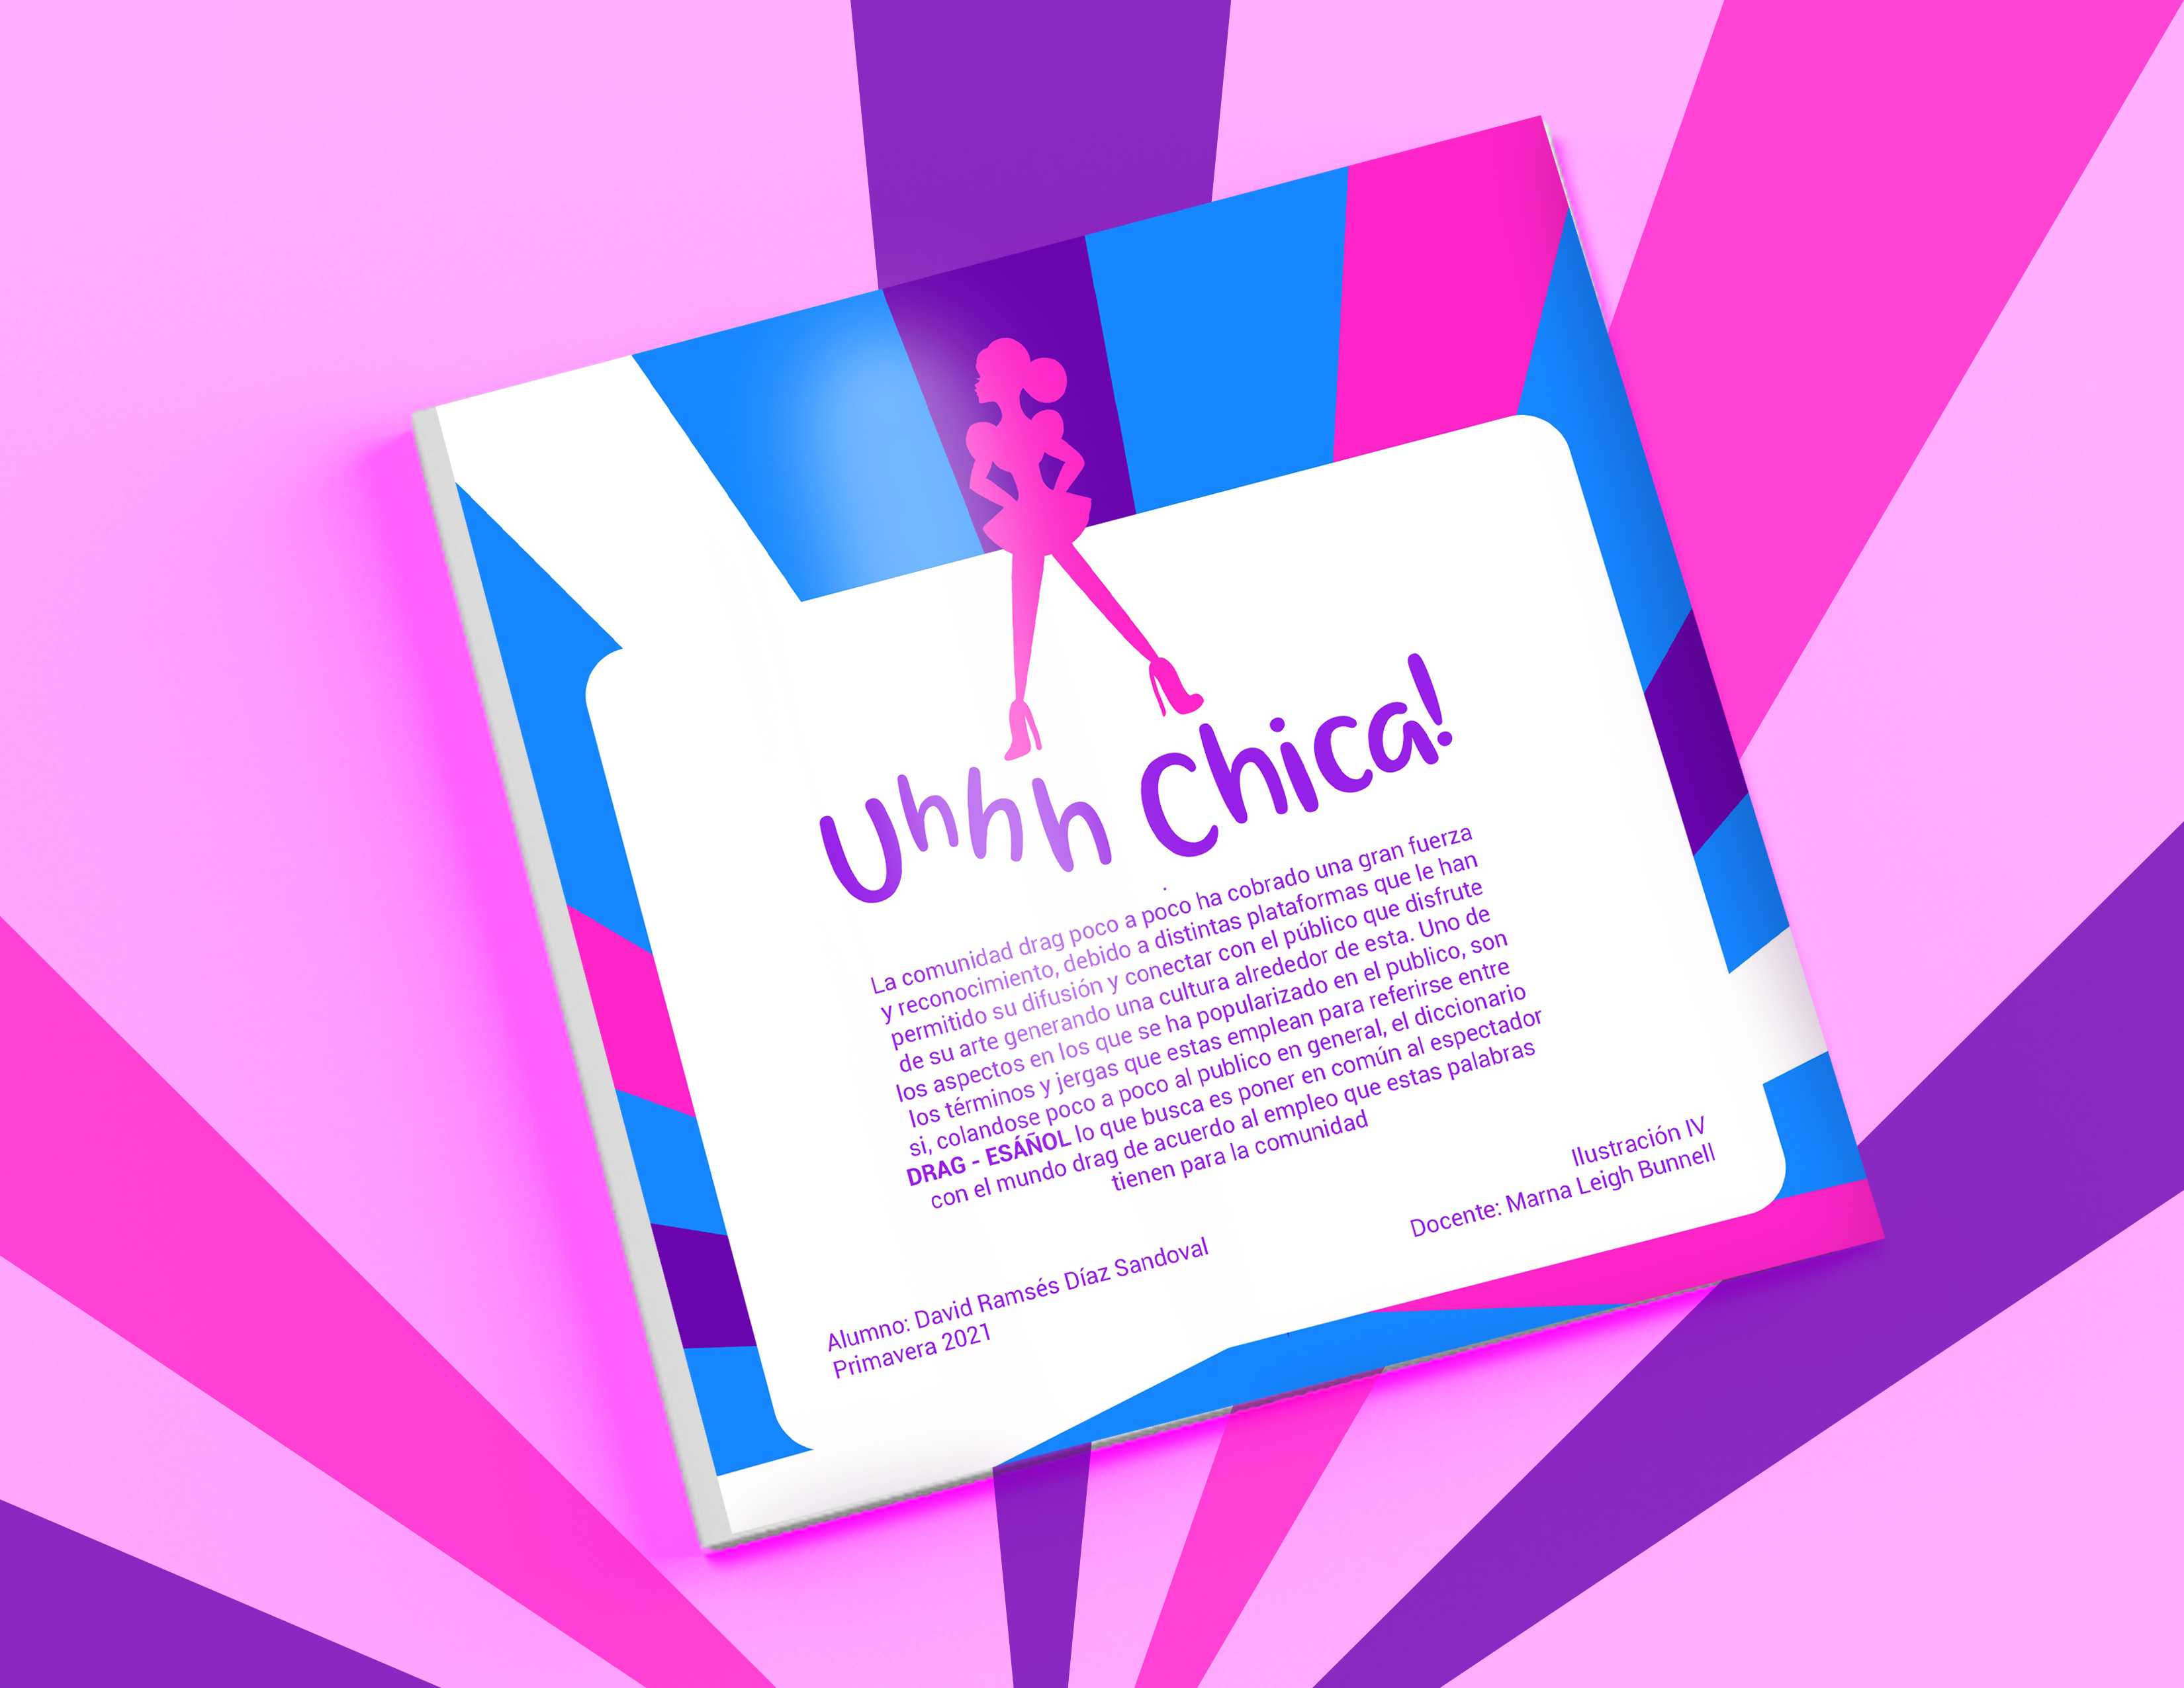 Uhhh Chica!
La comunidad drag poco a poco ha cobrado una gran fuerza
y reconocimiento, debido a distintas plataformas que le han
permitido su difusión y conectar con el público que disfrute
de su arte generando una cultura alrededor de esta. Uno de
los aspectos en los que se ha popularizado en el publico, son
los términos y jergas que estas emplean para referirse entre
si, colandose poco a poco al publico en general, el diccionario
DRAG - ESÁÑOL lo que busca es poner en común al espectador
con el mundo drag de acuerdo al empleo que estas palabras
tienen para la comunidad
Ilustración IV
Docente: Marna Leigh Bunnell
Alumno: David Ramsés Díaz Sandoval
Primavera 2021